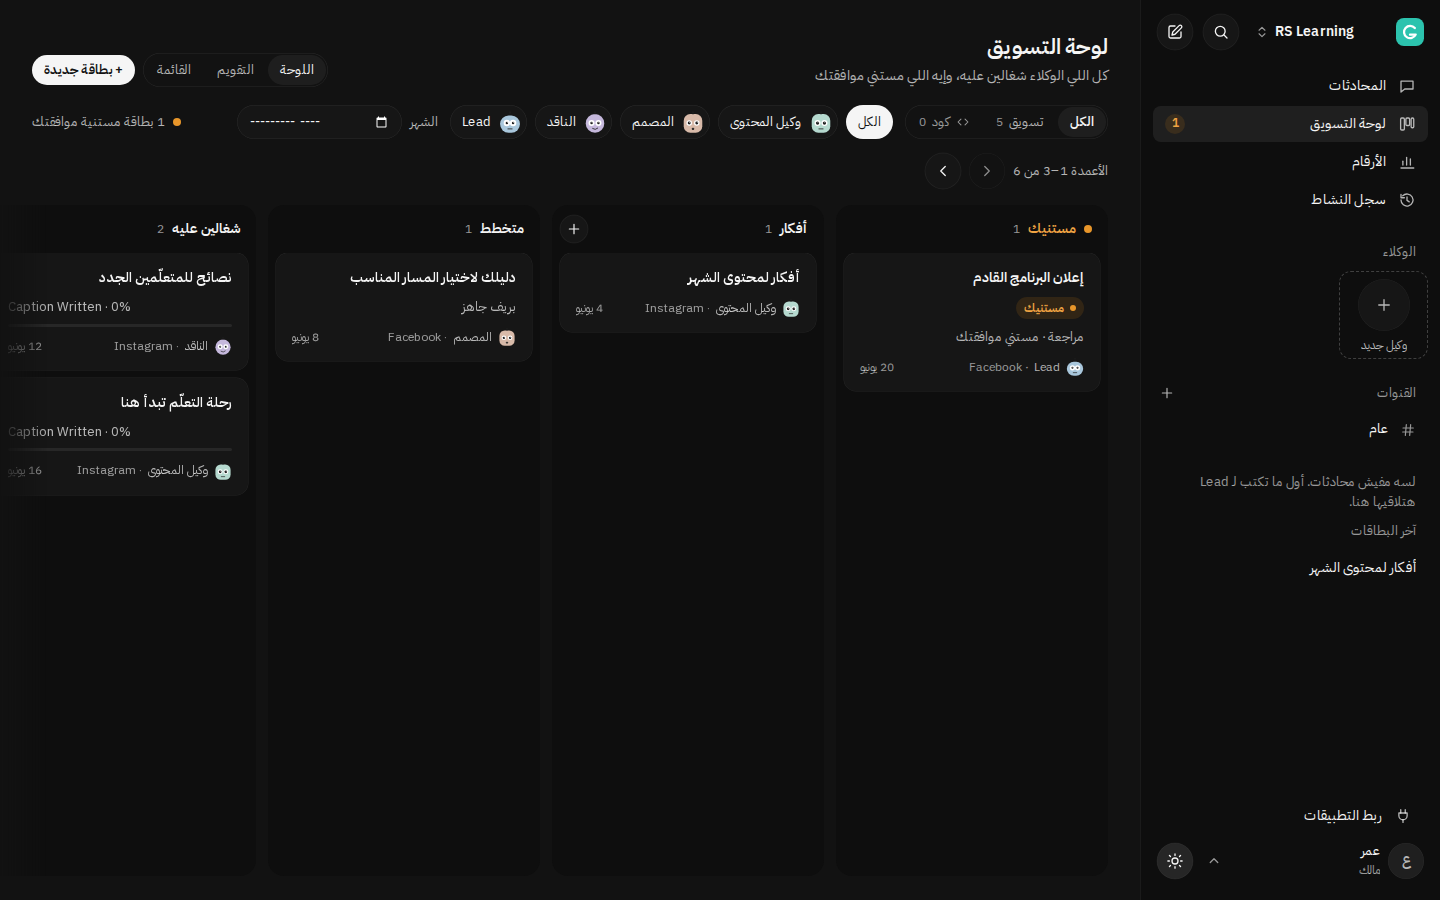 RS Learning
المحادثات
لوحة التسويق 1
الأرقام
سجل النشاط
الوكلاء
وكيل جديد
القنوات
عام
لسه مفيش محادثات. أول ما تكتب لـ Lead
هتلاقيها هنا.
آخر البطاقات
أفكار لمحتوى الشهر
ربط التطبيقات
ع
عمر
مالك
لوحة التسويق
كل اللي الوكلاء شغالين عليه، وإيه اللي مستني موافقتك
اللوحة التقويم القائمة + بطاقة جديدة
الكل تسويق 5 كود 0 الكل وكيل المحتوى المصمم الناقد Lead الشهر --------- ---- 1 بطاقة مستنية موافقتك
الأعمدة 1–3 من 6
مستنيك 1
إعلان البرنامج القادم
مستنيك
مراجعة · مستني موافقتك
Lead · Facebook 20 يونيو
أفكار 1
أفكار لمحتوى الشهر
وكيل المحتوى · Instagram 4 يونيو
متخطط 1
دليلك لاختيار المسار المناسب
بريف جاهز
المصمم · Facebook 8 يونيو
شغالين عليه 2
نصائح للمتعلّمين الجدد
Caption Written · 0%
الناقد · Instagram 12 يونيو
رحلة التعلّم تبدأ هنا
Caption Written · 0%
وكيل المحتوى · Instagram 16 يونيو